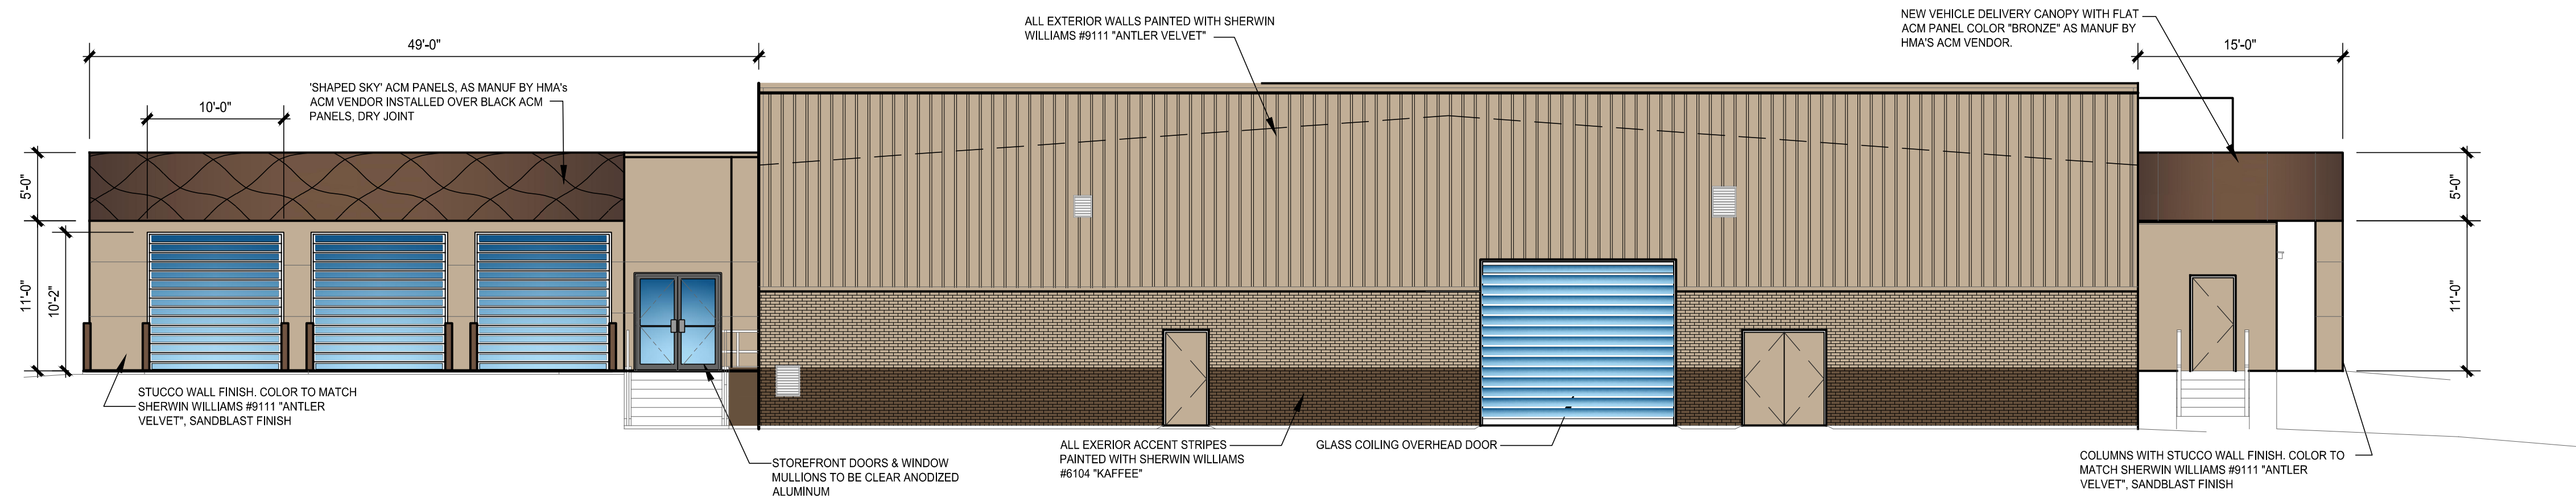 49'-0"
'SHAPED SKY' ACM PANELS, AS MANUF BY HMA's
ACM VENDOR INSTALLED OVER BLACK ACM
PANELS, DRY JOINT
10'-0"
5'-0"
11'-0"
10'-2"
STUCCO WALL FINISH. COLOR TO MATCH
SHERWIN WILLIAMS #9111 "ANTLER
VELVET", SANDBLAST FINISH
STOREFRONT DOORS & WINDOW
MULLIONS TO BE CLEAR ANODIZED
ALUMINUM
ALL EXTERIOR WALLS PAINTED WITH SHERWIN
WILLIAMS #9111 "ANTLER VELVET"
ALL EXERIOR ACCENT STRIPES
PAINTED WITH SHERWIN WILLIAMS
#6104 "KAFFEE"
GLASS COILING OVERHEAD DOOR
NEW VEHICLE DELIVERY CANOPY WITH FLAT
ACM PANEL COLOR "BRONZE" AS MANUF BY
HMA'S ACM VENDOR.
15'-0"
5'-0"
11'-0"
COLUMNS WITH STUCCO WALL FINISH. COLOR TO
MATCH SHERWIN WILLIAMS #9111 "ANTLER
VELVET", SANDBLAST FINISH